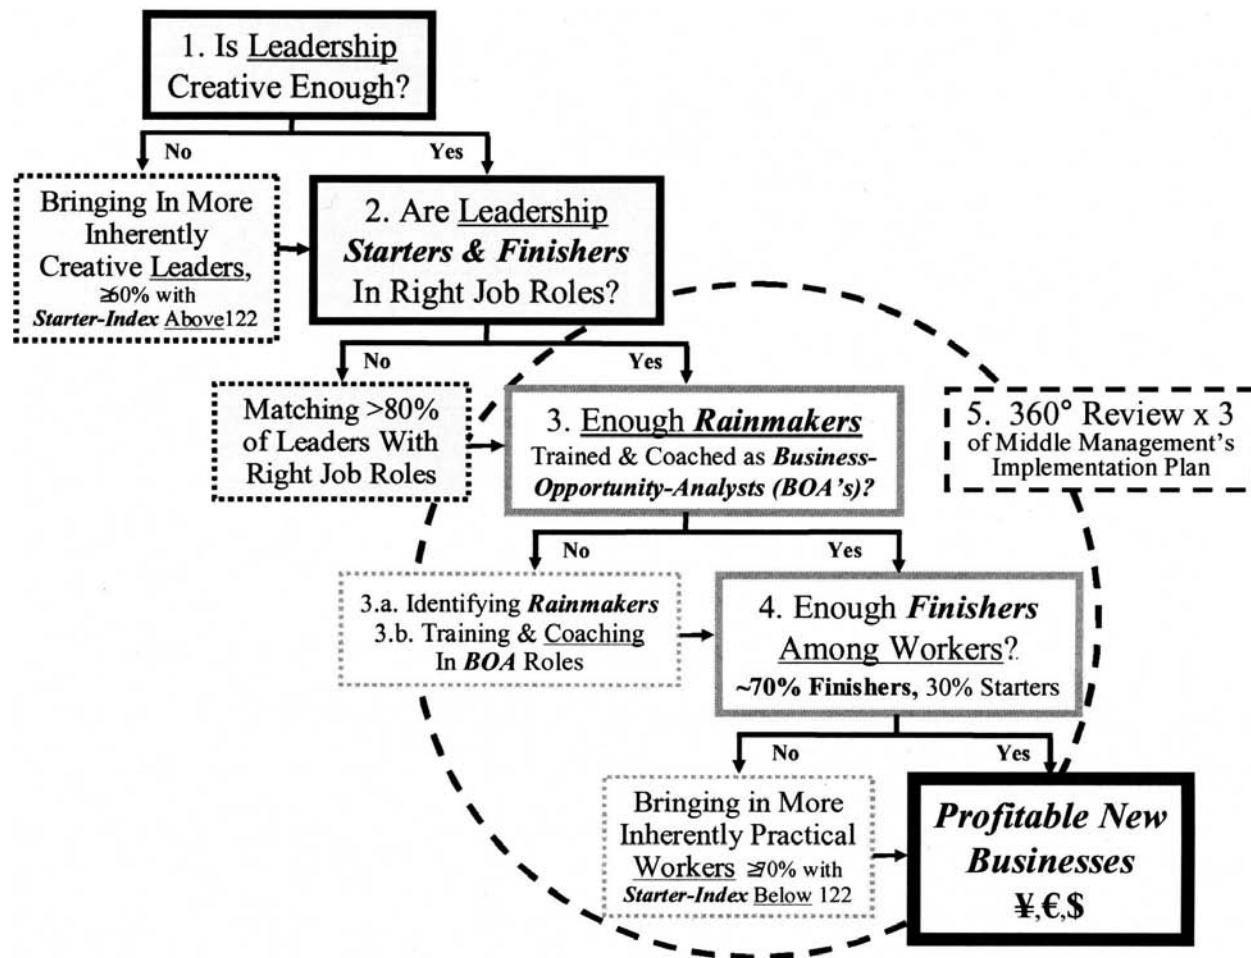 1. Is Leadership
Creative Enough?
No
Yes
Bringing In More
Inherently
Creative Leaders,
≥60% with
Starter-Index Above122
2. Are Leadership
Starters & Finishers
In Right Job Roles?
No
Yes
Matching >80%
of Leaders With
Right Job Roles
3. Enough Rainmakers
Trained & Coached as Business-
Opportunity-Analysts (BOA's)?
5. 360° Review x 3
of Middle Management's
Implementation Plan
No
Yes
3.a. Identifying Rainmakers
3.b. Training & Coaching
In BOA Roles
4. Enough Finishers
Among Workers?
~70% Finishers, 30% Starters
No
Yes
Bringing in More
Inherently Practical
Workers ≥70% with
Starter-Index Below 122
Profitable New
Businesses
¥,€,$